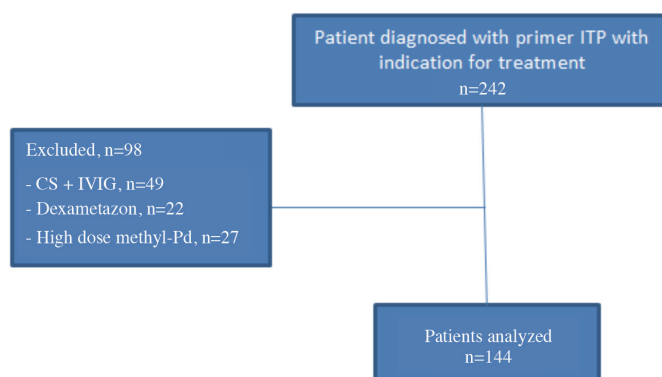 Patient diagnosed with primer ITP with
indication for treatment
n=242
Excluded, n=98
- CS + IVIG, n=49
- Dexametazon, n=22
- High dose methyl-Pd, n=27
Patients analyzed
n=144